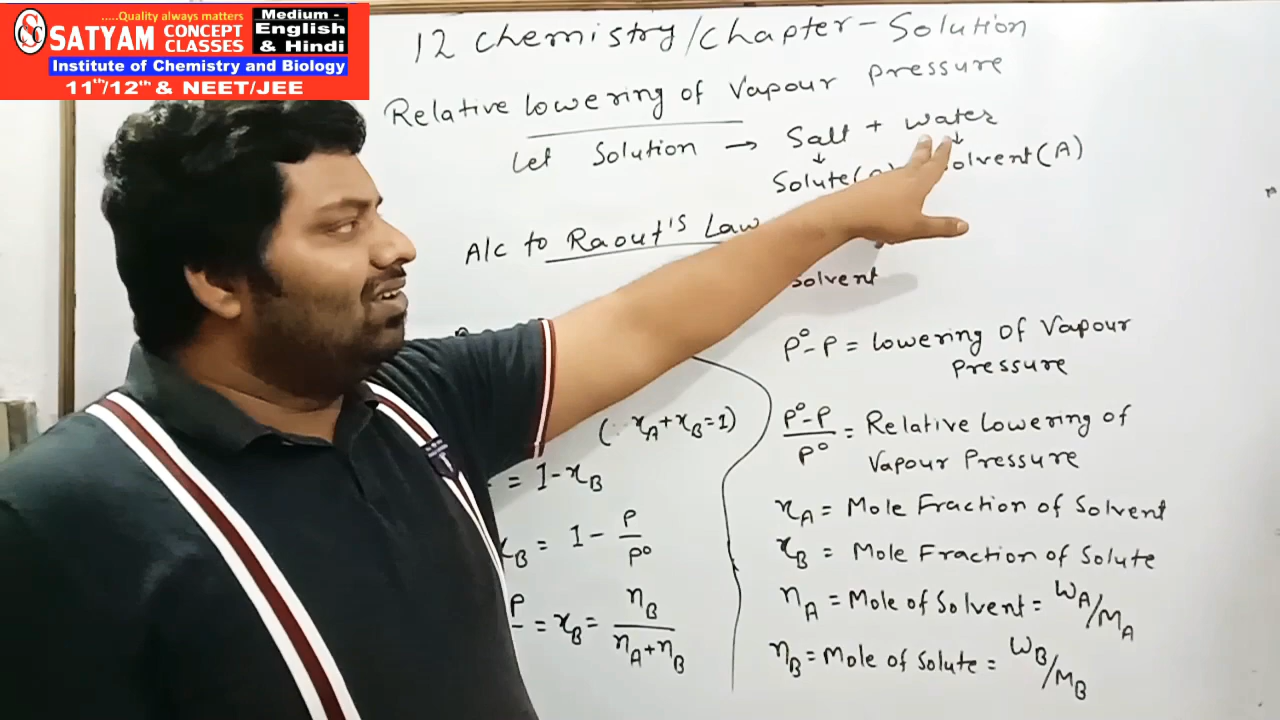 .....Quality always matters
SATYAM CONCEPT CLASSES
Medium - English & Hindi
Institute of Chemistry and Biology
11th/12th & NEET/JEE
12 Chemistry/Chapter-Solution
Relative lowering of Vapour Pressure
Let Solution → Salt + water
↓ ↓
Solute( Solvent(A)
A/c to Raout's Law
Solvent
P°-P = Lowering of Vapour
Pressure
(∴ xA+xB=1)
P°-P/P° = Relative Lowering of
Vapour Pressure
= 1-xB
xA = Mole Fraction of Solvent
xB = 1- P/P°
xB = Mole Fraction of Solute
P = xB = nB/nA+nB
nA = Mole of Solvent = WA/MA
nB = Mole of Solute = WB/MB